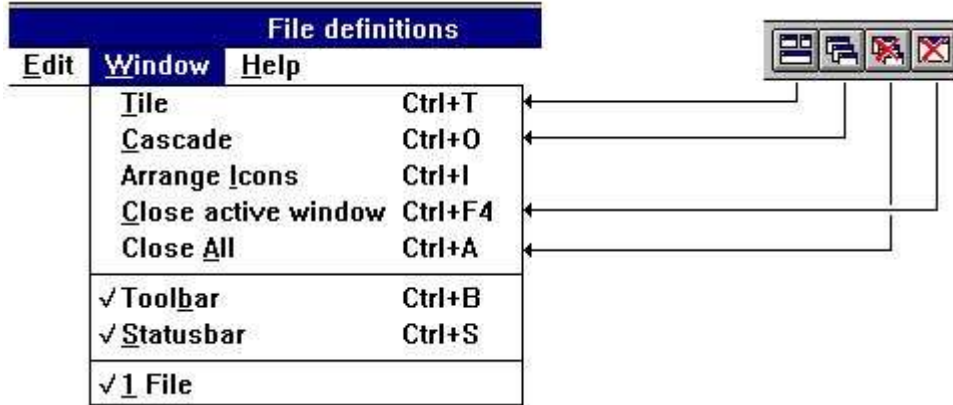 File definitions
Edit Window Help
Tile Ctrl+T
Cascade Ctrl+O
Arrange Icons Ctrl+I
Close active window Ctrl+F4
Close All Ctrl+A
✓ Toolbar Ctrl+B
✓ Statusbar Ctrl+S
✓ 1 File